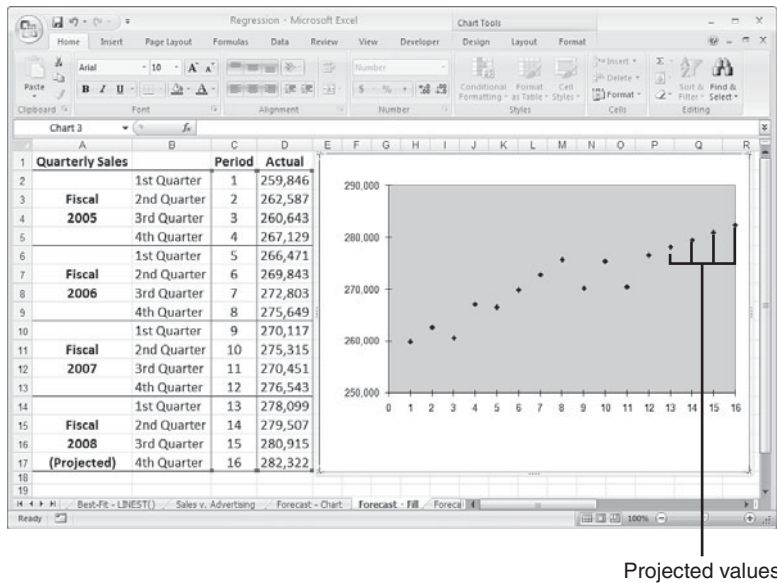 Regression - Microsoft Excel
Chart Tools
Home Insert Page Layout Formulas Data Review View Developer Design Layout Format
Paste
Arial 10
B I U
Number
$ %
Conditional Formatting
Format as Table
Cell Styles
Insert
Delete
Format
Σ
Sort & Filter
Find & Select
Clipboard Font Alignment Number Styles Cells Editing
Chart 3 fx
A B C D E F G H I J K L M N O P Q R
1 Quarterly Sales Period Actual
2 1st Quarter 1 259,846
3 Fiscal 2nd Quarter 2 262,587
4 2005 3rd Quarter 3 260,643
5 4th Quarter 4 267,129
6 1st Quarter 5 266,471
7 Fiscal 2nd Quarter 6 269,843
8 2006 3rd Quarter 7 272,803
9 4th Quarter 8 275,649
10 1st Quarter 9 270,117
11 Fiscal 2nd Quarter 10 275,315
12 2007 3rd Quarter 11 270,451
13 4th Quarter 12 276,543
14 1st Quarter 13 278,099
15 Fiscal 2nd Quarter 14 279,507
16 2008 3rd Quarter 15 280,915
17 (Projected) 4th Quarter 16 282,322
18
19
290,000
280,000
270,000
260,000
250,000
0 1 2 3 4 5 6 7 8 9 10 11 12 13 14 15 16
Best-Fit - LINEST() Sales v. Advertising Forecast - Chart Forecast - Fill Foreca
Ready 100%
Projected values